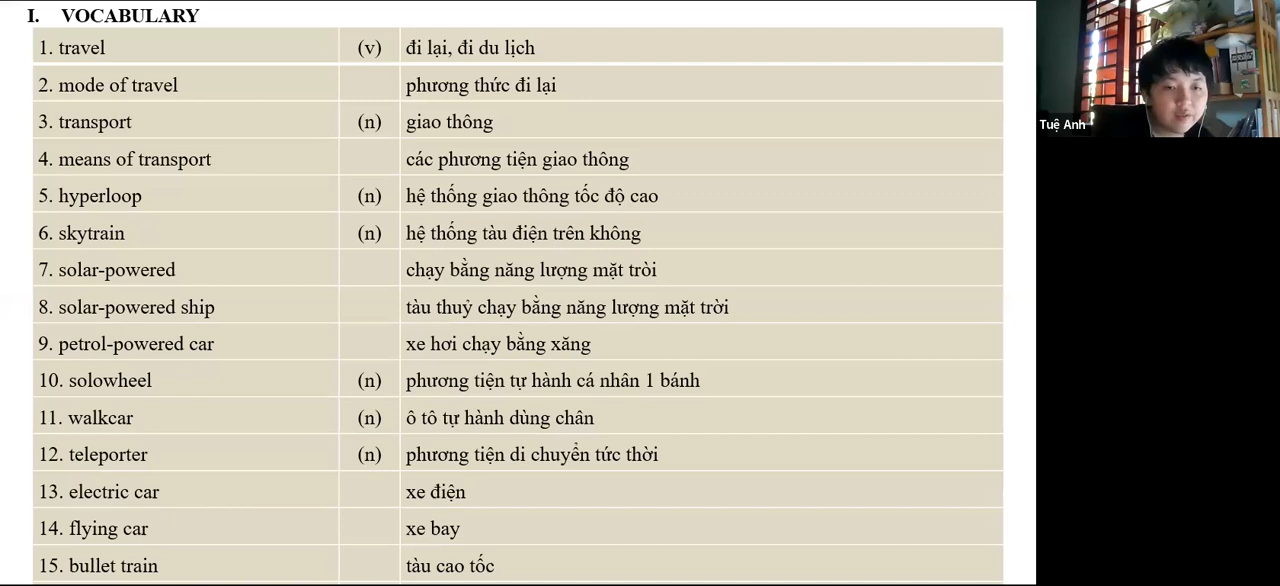 I. VOCABULARY
1. travel (v) đi lại, đi du lịch
2. mode of travel phương thức đi lại
3. transport (n) giao thông
4. means of transport các phương tiện giao thông
5. hyperloop (n) hệ thống giao thông tốc độ cao
6. skytrain (n) hệ thống tàu điện trên không
7. solar-powered chạy bằng năng lượng mặt tròi
8. solar-powered ship tàu thuỷ chạy bằng năng lượng mặt trời
9. petrol-powered car xe hơi chạy bằng xăng
10. solowheel (n) phương tiện tự hành cá nhân 1 bánh
11. walkcar (n) ô tô tự hành dùng chân
12. teleporter (n) phương tiện di chuyển tức thời
13. electric car xe điện
14. flying car xe bay
15. bullet train tàu cao tốc
Tuệ Anh